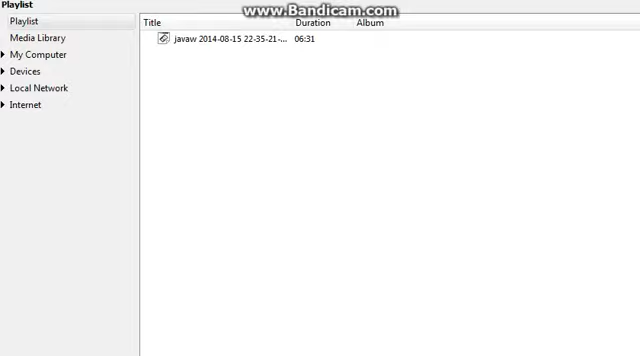 www.Bandicam.com
Playlist
Title Duration Album
Playlist
javaw 2014-08-15 22-35-21-... 06:31
Media Library
My Computer
Devices
Local Network
Internet